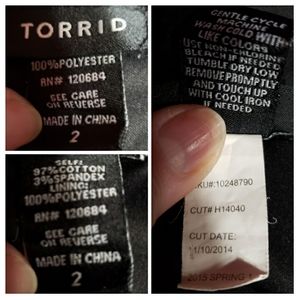 TORRID
100%POLYESTER
RN# 120684
SEE CARE
ON REVERSE
MADE IN CHINA
2
GENTLE CYCLE
MACHINE
WASH COLD WITH
LIKE COLORS
USE NON-CHLORINE
BLEACH IF NEEDED
TUMBLE DRY LOW
REMOVE PROMPTLY
AND TOUCH UP
WITH COOL IRON
IF NEEDED
SELF:
97%COTTON
3%SPANDEX
LINING:
100%POLYESTER
RN# 120684
SEE CARE
ON REVERSE
MADE IN CHINA
2
KU#:10248790
CUT# H14040
CUT DATE:
11/10/2014
2015 SPRING